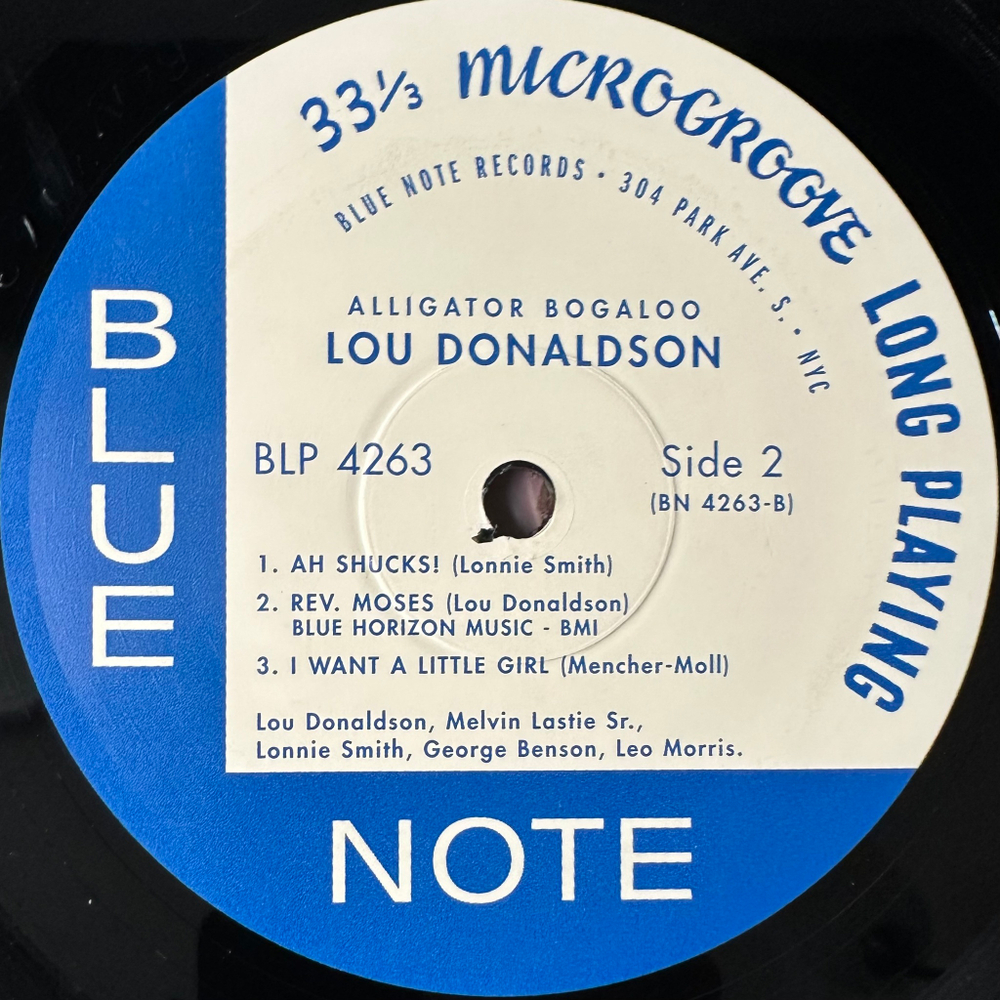 33⅓ MICROGROOVE LONG PLAYING
BLUE NOTE RECORDS · 304 PARK AVE. S. · NYC
ALLIGATOR BOGALOO
LOU DONALDSON
BLP 4263
Side 2
(BN 4263-B)
1. AH SHUCKS! (Lonnie Smith)
2. REV. MOSES (Lou Donaldson)
BLUE HORIZON MUSIC - BMI
3. I WANT A LITTLE GIRL (Mencher-Moll)
Lou Donaldson, Melvin Lastie Sr.,
Lonnie Smith, George Benson, Leo Morris.
BLUE
NOTE